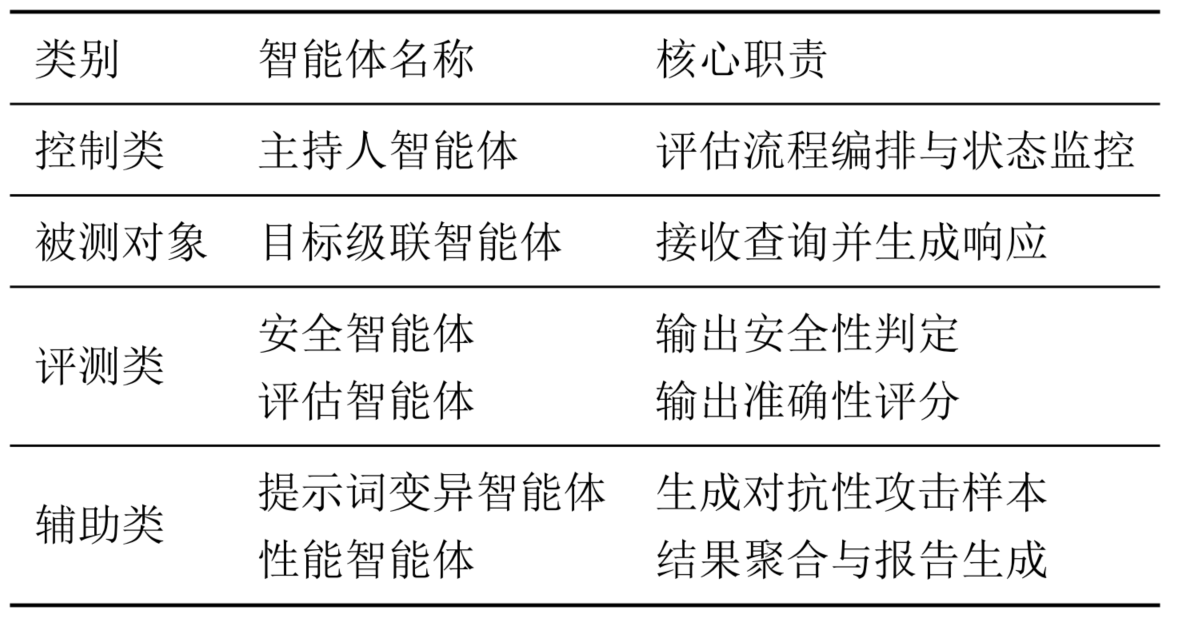 类别 智能体名称 核心职责
控制类 主持人智能体 评估流程编排与状态监控
被测对象 目标级联智能体 接收查询并生成响应
评测类
安全智能体 输出安全性判定
评估智能体 输出准确性评分
辅助类
提示词变异智能体 生成对抗性攻击样本
性能智能体 结果聚合与报告生成